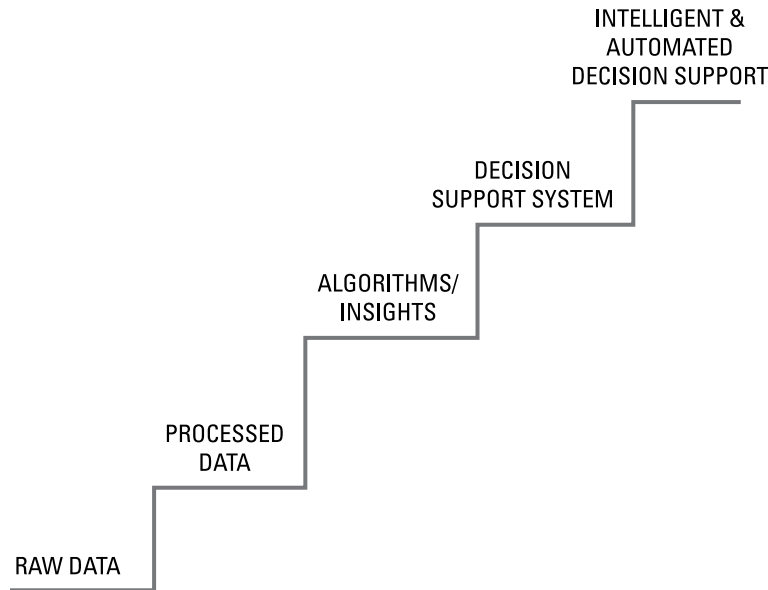 INTELLIGENT &
AUTOMATED
DECISION SUPPORT
DECISION
SUPPORT SYSTEM
ALGORITHMS/
INSIGHTS
PROCESSED
DATA
RAW DATA